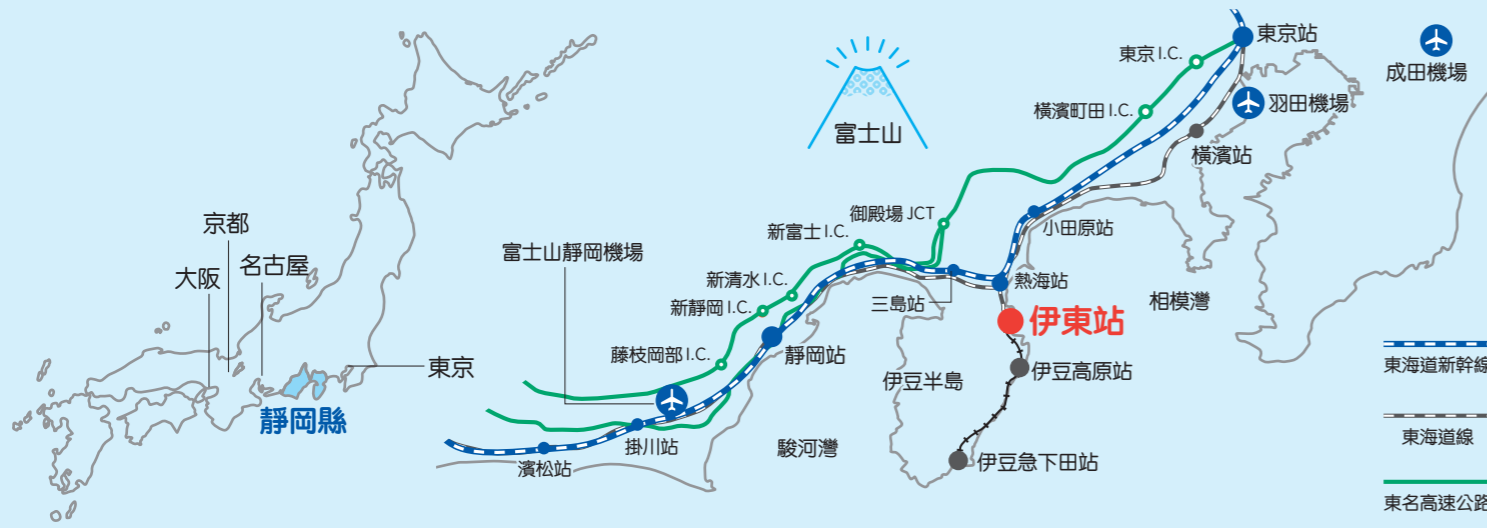 京都
大阪
名古屋
東京
靜岡縣
富士山
東京站
成田機場
東京 I.C.
羽田機場
橫濱町田 I.C.
橫濱站
御殿場 JCT
小田原站
新富士 I.C.
富士山靜岡機場
新清水 I.C.
熱海站
三島站
相模灣
新靜岡 I.C.
伊東站
靜岡站
藤枝岡部 I.C.
伊豆半島
伊豆高原站
東海道新幹線
掛川站
駿河灣
濱松站
伊豆急下田站
東海道線
東名高速公路